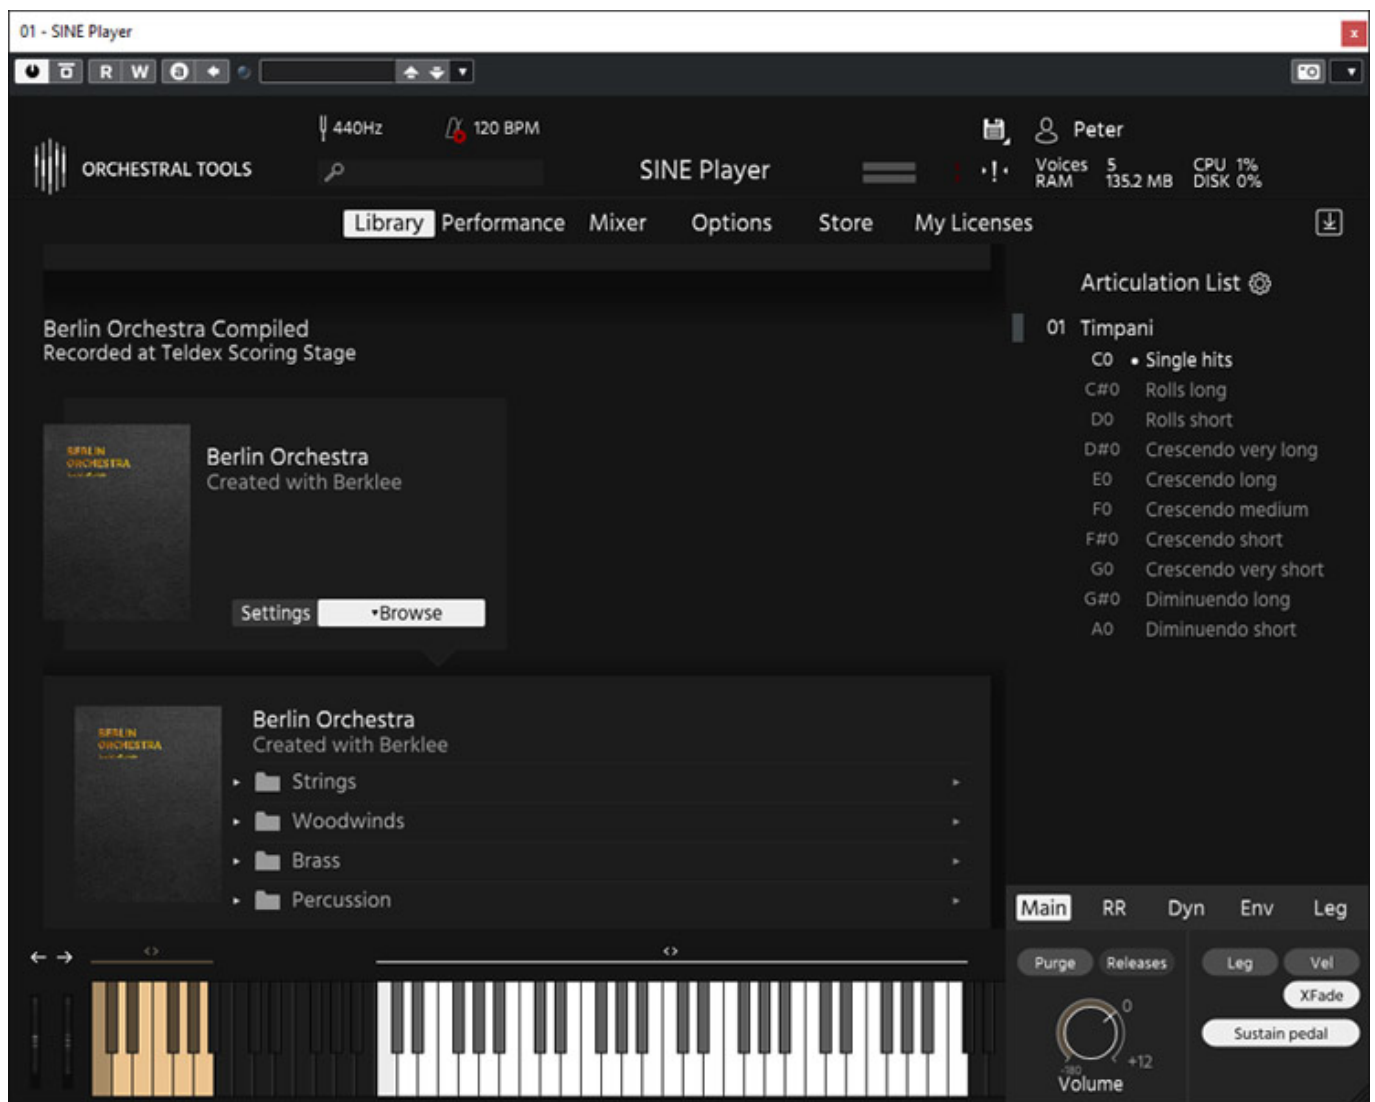 01 - SINE Player
x
R W
440Hz
120 BPM
Peter
ORCHESTRAL TOOLS
SINE Player
Voices 5 CPU 1%
RAM 135.2 MB DISK 0%
Library Performance Mixer Options Store My Licenses
Articulation List
Berlin Orchestra Compiled
Recorded at Teldex Scoring Stage
01 Timpani
C0 • Single hits
C#0 Rolls long
D0 Rolls short
D#0 Crescendo very long
E0 Crescendo long
F0 Crescendo medium
F#0 Crescendo short
G0 Crescendo very short
G#0 Diminuendo long
A0 Diminuendo short
BERLIN
ORCHESTRA
Berlin Orchestra
Created with Berklee
Settings
Browse
BERLIN
ORCHESTRA
Berlin Orchestra
Created with Berklee
Strings
Woodwinds
Brass
Percussion
Main RR Dyn Env Leg
Purge Releases Leg Vel
XFade
Sustain pedal
0
-180
+12
Volume